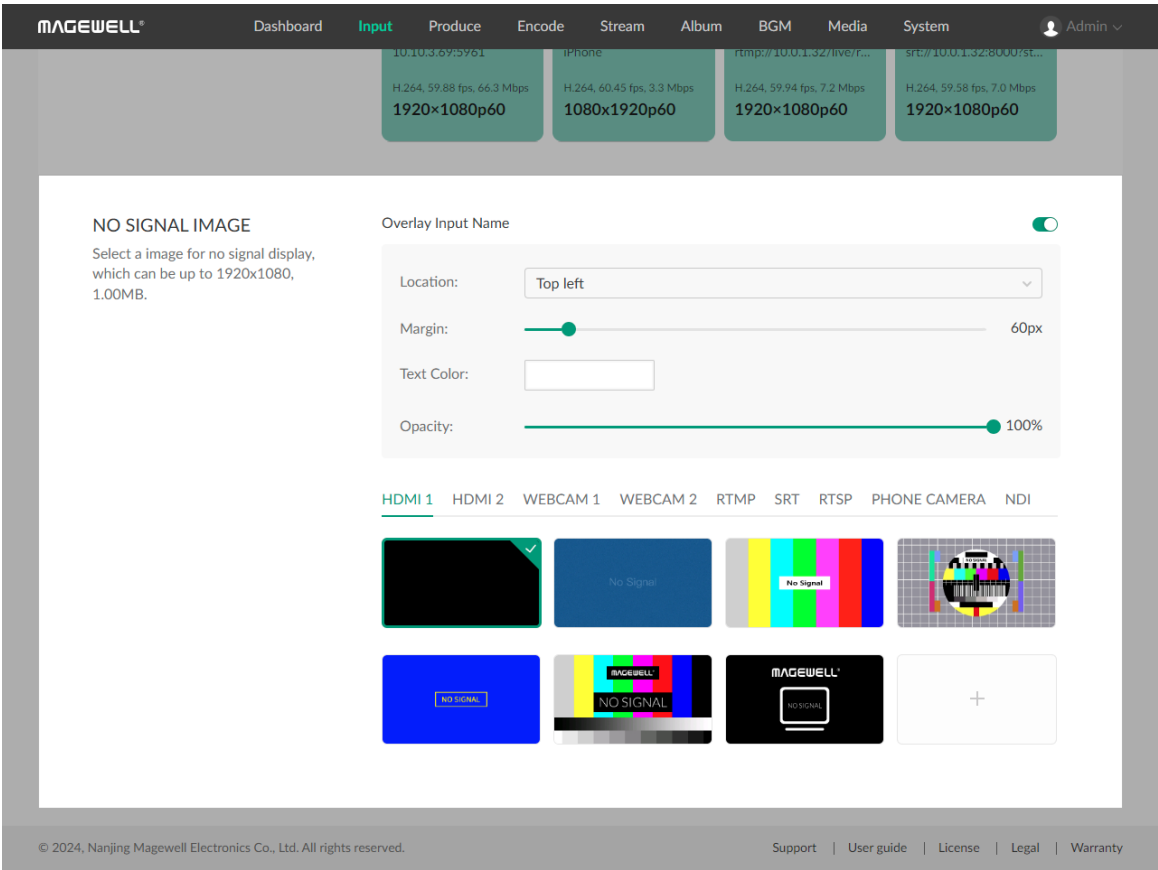 MAGEWELL®
Dashboard Input Produce Encode Stream Album BGM Media System Admin
10.10.3.69:5961 iPhone rtmp://10.0.1.32/live/r... srt://10.0.1.32:8000?st...
H.264, 59.88 fps, 66.3 Mbps H.264, 60.45 fps, 3.3 Mbps H.264, 59.94 fps, 7.2 Mbps H.264, 59.58 fps, 7.0 Mbps
1920×1080p60 1080x1920p60 1920×1080p60 1920×1080p60
NO SIGNAL IMAGE
Select a image for no signal display,
which can be up to 1920x1080,
1.00MB.
Overlay Input Name
Location: Top left
Margin: 60px
Text Color:
Opacity: 100%
HDMI 1 HDMI 2 WEBCAM 1 WEBCAM 2 RTMP SRT RTSP PHONE CAMERA NDI
No Signal
No Signal
NO SIGNAL
NO SIGNAL
MAGEWELL®
NO SIGNAL
MAGEWELL®
NO SIGNAL
© 2024, Nanjing Magewell Electronics Co., Ltd. All rights reserved.
Support | User guide | License | Legal | Warranty